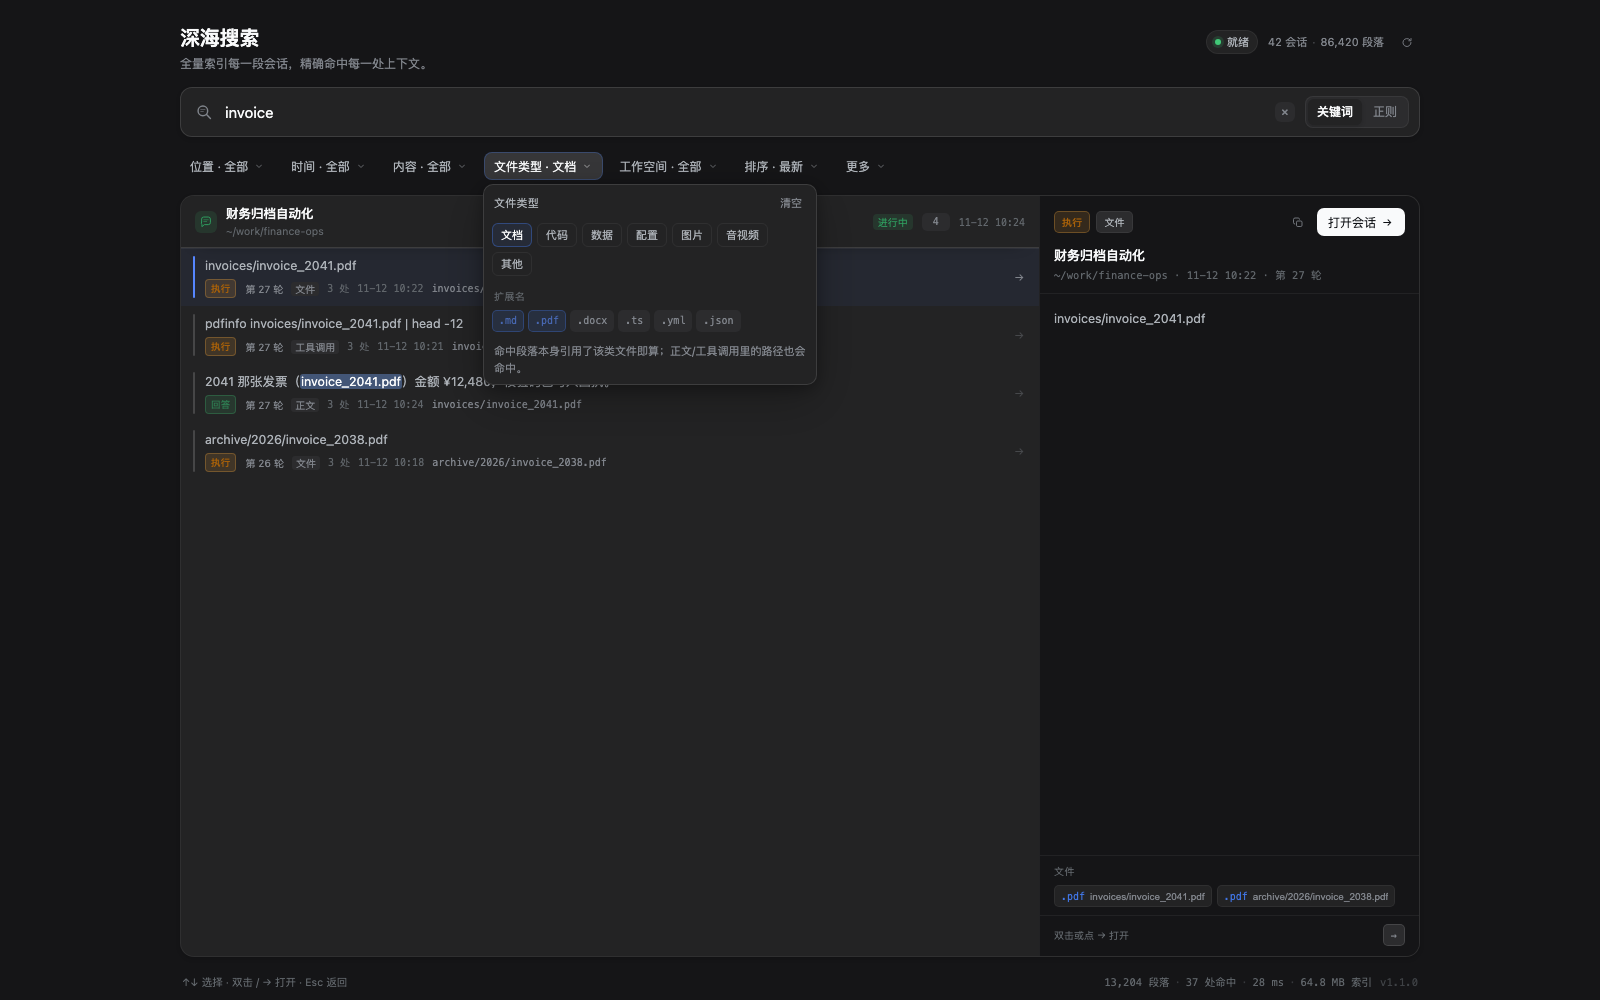 深海搜索
全量索引每一段会话，精确命中每一处上下文。
就绪
42 会话 · 86,420 段落
invoice
关键词
正则
位置 · 全部
时间 · 全部
内容 · 全部
文件类型 · 文档
工作空间 · 全部
排序 · 最新
更多
财务归档自动化
~/work/finance-ops
进行中
4
11-12 10:24
文件类型
清空
文档
代码
数据
配置
图片
音视频
其他
扩展名
.md
.pdf
.docx
.ts
.yml
.json
命中段落本身引用了该类文件即算；正文/工具调用里的路径也会
命中。
invoices/invoice_2041.pdf
执行 第 27 轮 文件 3 处 11-12 10:22 invoices/
pdfinfo invoices/invoice_2041.pdf | head -12
执行 第 27 轮 工具调用 3 处 11-12 10:21 invoi
2041 那张发票（invoice_2041.pdf）金额 ¥12,480，
回答 第 27 轮 正文 3 处 11-12 10:24 invoices/invoice_2041.pdf
archive/2026/invoice_2038.pdf
执行 第 26 轮 文件 3 处 11-12 10:18 archive/2026/invoice_2038.pdf
执行
文件
打开会话 →
财务归档自动化
~/work/finance-ops · 11-12 10:22 · 第 27 轮
invoices/invoice_2041.pdf
文件
.pdf invoices/invoice_2041.pdf
.pdf archive/2026/invoice_2038.pdf
双击或点 → 打开
→
↑↓ 选择 · 双击 / → 打开 · Esc 返回
13,204 段落 · 37 处命中 · 28 ms · 64.8 MB 索引 v1.1.0